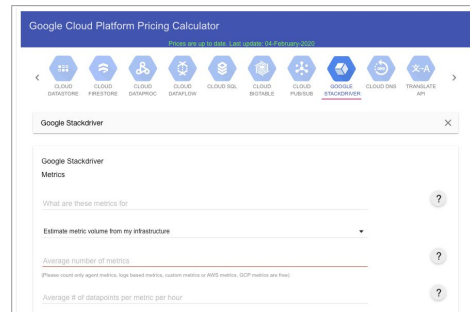 Google Cloud Platform Pricing Calculator
Prices are up to date. Last update: 04-February-2020
CLOUD DATASTORE
CLOUD FIRESTORE
CLOUD DATAPROC
CLOUD DATAFLOW
CLOUD SQL
CLOUD BIGTABLE
CLOUD PUB/SUB
GOOGLE STACKDRIVER
CLOUD DNS
TRANSLATE API
Google Stackdriver
Google Stackdriver
Metrics
What are these metrics for
?
Estimate metric volume from my infrastructure
Average number of metrics
?
(Please count only agent metrics, logs based metrics, custom metrics or AWS metrics, GCP metrics are free)
Average # of datapoints per metric per hour
?